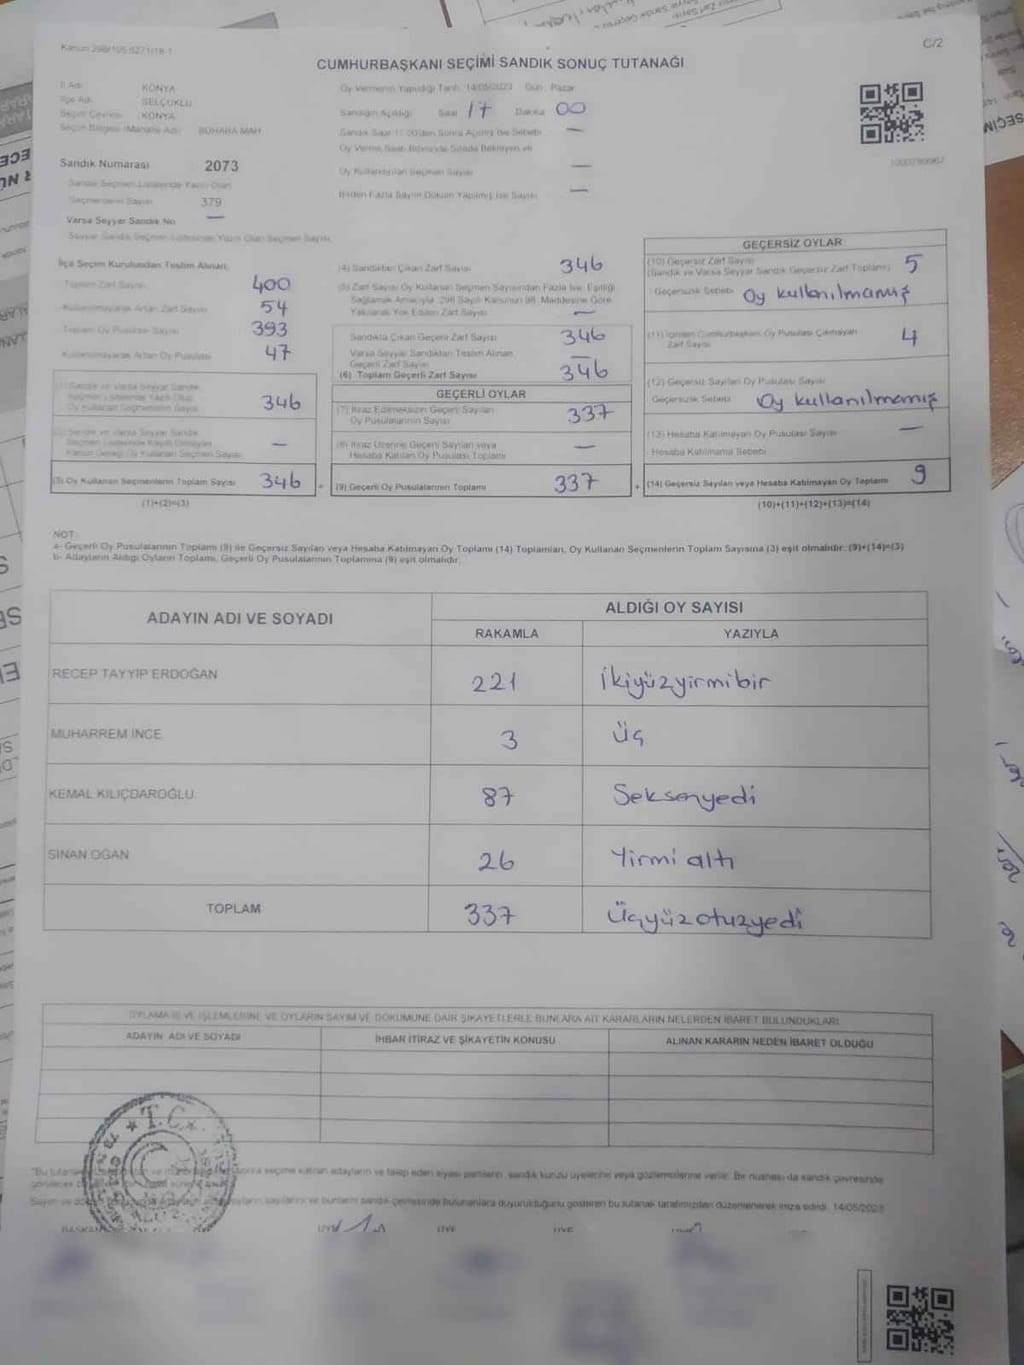 Kanun 298/105-6271/18-1
C/2
CUMHURBAŞKANI SEÇİMİ SANDIK SONUÇ TUTANAĞI
İl Adı KONYA
İlçe Adı SELÇUKLU
Seçim Çevresi KONYA
Seçim Bölgesi (Mahalle Adı) BUHARA MAH
Sandık Numarası 2073
Sandık Seçmen Listesinde Yazılı Olan
Seçmenlerin Sayısı 379
Varsa Seyyar Sandık No —
Seyyar Sandık Seçmen Listesinde Yazılı Olan Seçmen Sayısı
Oy Vermenin Yapıldığı Tarih 14/05/2023 Gün: Pazar
Sandığın Açıldığı Saat 17 Dakika 00
Sandık Saat 17.00'den Sonra Açılmış İse Sebebi —
Oy Verme Saati Bitiminde Sırada Bekleyen ve
Oy Kullandırılan Seçmen Sayısı —
Birden Fazla Sayım Döküm Yapılmış İse Sayısı —
İlçe Seçim Kurulundan Teslim Alınan;
Toplam Zarf Sayısı 400
Kullanılmayarak Artan Zarf Sayısı 54
Toplam Oy Pusulası Sayısı 393
Kullanılmayarak Artan Oy Pusulası 47
(1) Sandık ve Varsa Seyyar Sandık
Seçmen Listesinde Yazılı Olup
Oy Kullanan Seçmenlerin Sayısı 346
(2) Sandık ve Varsa Seyyar Sandık
Seçmen Listesinde Kayıtlı Olmayan
Kanun Gereği Oy Kullanan Seçmen Sayısı —
(3) Oy Kullanan Seçmenlerin Toplam Sayısı 346
(1)+(2)=(3)
(4) Sandıktan Çıkan Zarf Sayısı 346
(5) Zarf Sayısı Oy Kullanan Seçmen Sayısından Fazla İse, Eşitliği
Sağlamak Amacıyla 298 Sayılı Kanunun 98. Maddesine Göre
Yakılarak Yok Edilen Zarf Sayısı —
Sandıkta Çıkan Geçerli Zarf Sayısı 346
Varsa Seyyar Sandıktan Teslim Alınan
Geçerli Zarf Sayısı —
(6) Toplam Geçerli Zarf Sayısı 346
GEÇERLİ OYLAR
(7) İtiraz Edilmeksizin Geçerli Sayılan
Oy Pusulalarının Sayısı 337
(8) İtiraz Üzerine Geçerli Sayılan veya
Hesaba Katılan Oy Pusulası Toplamı —
(9) Geçerli Oy Pusulalarının Toplamı 337
GEÇERSİZ OYLAR
(10) Geçersiz Zarf Sayısı 5
(Sandık ve Varsa Seyyar Sandık Geçersiz Zarf Toplamı)
Geçersizlik Sebebi Oy kullanılmamış
(11) İçinden Cumhurbaşkanı Oy Pusulası Çıkmayan
Zarf Sayısı 4
(12) Geçersiz Sayılan Oy Pusulası Sayısı
Geçersizlik Sebebi Oy kullanılmamış
(13) Hesaba Katılmayan Oy Pusulası Sayısı —
Hesaba Katılmama Sebebi
(14) Geçersiz Sayılan veya Hesaba Katılmayan Oy Toplamı 9
(10)+(11)+(12)+(13)=(14)
NOT:
a- Geçerli Oy Pusulalarının Toplamı (9) ile Geçersiz Sayılan veya Hesaba Katılmayan Oy Toplamı (14) Toplamları, Oy Kullanan Seçmenlerin Toplam Sayısına (3) eşit olmalıdır. (9)+(14)=(3)
b- Adayların Aldığı Oyların Toplamı, Geçerli Oy Pusulalarının Toplamına (9) eşit olmalıdır.
ADAYIN ADI VE SOYADI ALDIĞI OY SAYISI
RAKAMLA YAZIYLA
RECEP TAYYİP ERDOĞAN 221 İkiyüzyirmibir
MUHARREM İNCE 3 Üç
KEMAL KILIÇDAROĞLU 87 Seksenyedi
SİNAN OĞAN 26 Yirmi altı
TOPLAM 337 Üçyüzotuzyedi
OYLAMA İŞ VE İŞLEMLERİNE VE OYLARIN SAYIM VE DÖKÜMÜNE DAİR ŞİKAYETLERLE BUNLARA AİT KARARLARIN NELERDEN İBARET BULUNDUKLARI
ADAYIN ADI VE SOYADI İHBAR İTİRAZ VE ŞİKAYETİN KONUSU ALINAN KARARIN NEDEN İBARET OLDUĞU
T.C.
seçime katılan adayların ve talep eden siyasi partilerin sandık kurulu üyelerine veya gözlemcilerine verilir. Bir nüshası da sandık çevresinde
sayılarını ve bunların sandık çevresinde bulunanlara duyurulduğunu gösteren bu tutanak tarafımızdan düzenlenerek imza edildi. 14/05/2023
BAŞKAN ÜYE ÜYE ÜYE